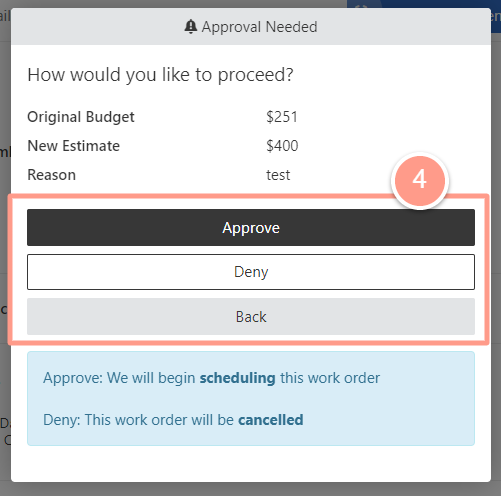 Approval Needed
How would you like to proceed?
Original Budget $251
New Estimate $400
Reason test
4
Approve
Deny
Back
Approve: We will begin scheduling this work order
Deny: This work order will be cancelled